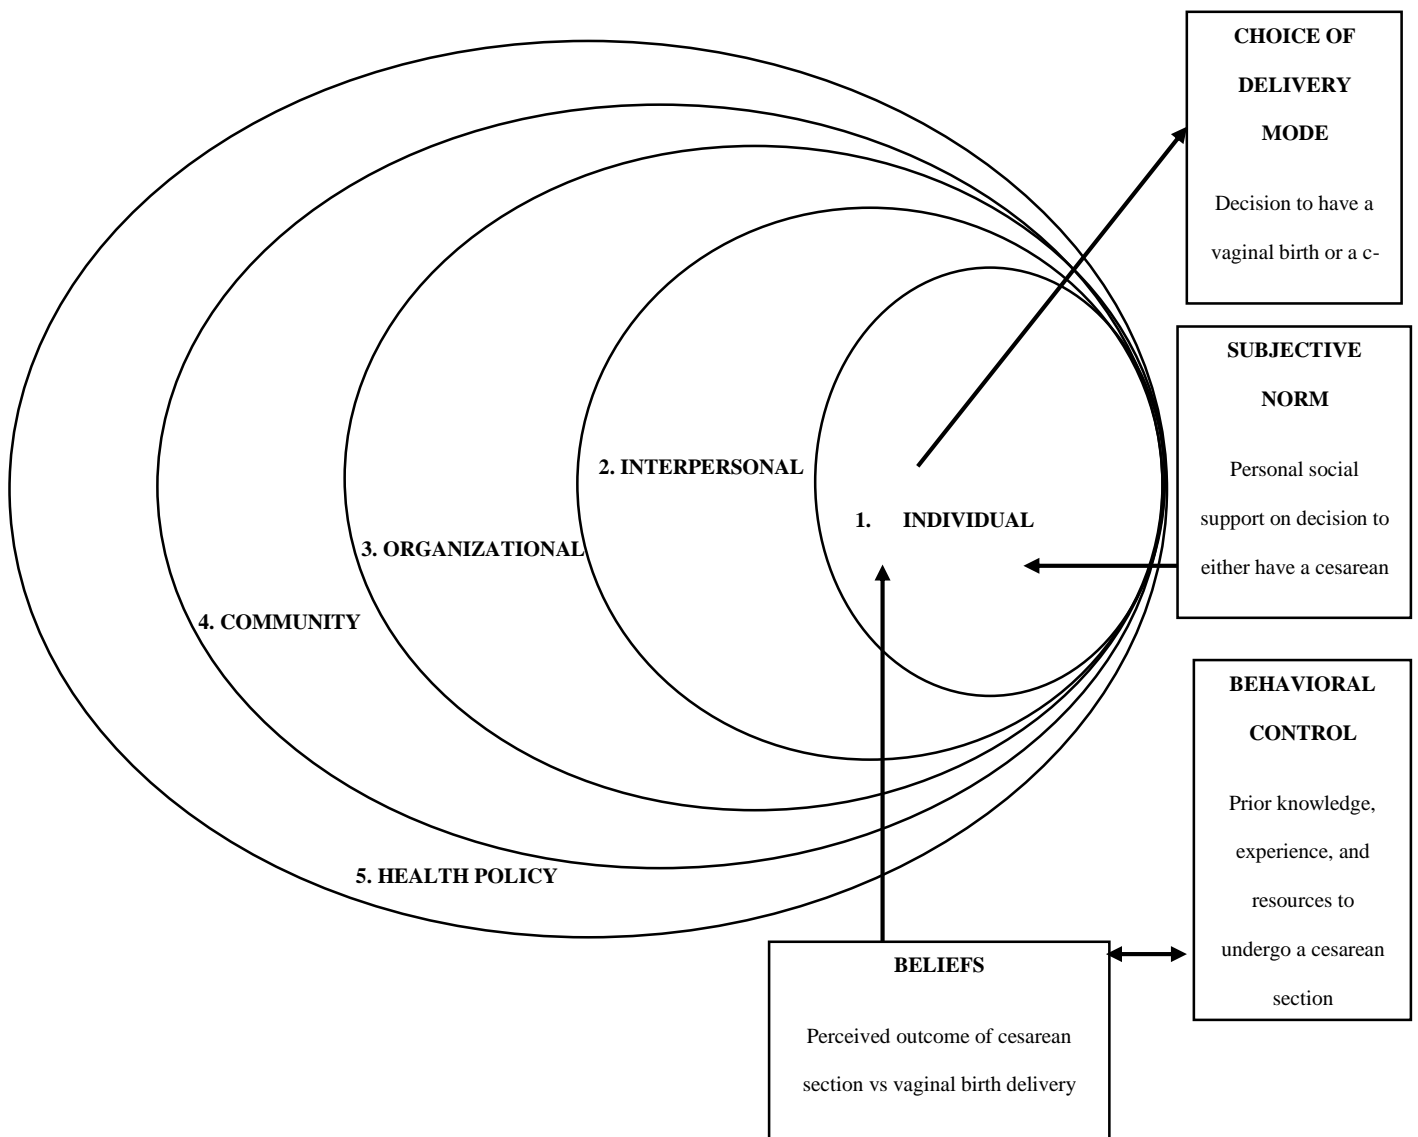 CHOICE OF
DELIVERY
MODE
Decision to have a
vaginal birth or a c-
SUBJECTIVE
NORM
Personal social
support on decision to
either have a cesarean
2. INTERPERSONAL
1. INDIVIDUAL
3. ORGANIZATIONAL
4. COMMUNITY
5. HEALTH POLICY
BEHAVIORAL
CONTROL
Prior knowledge,
experience, and
resources to
undergo a cesarean
section
BELIEFS
Perceived outcome of cesarean
section vs vaginal birth delivery